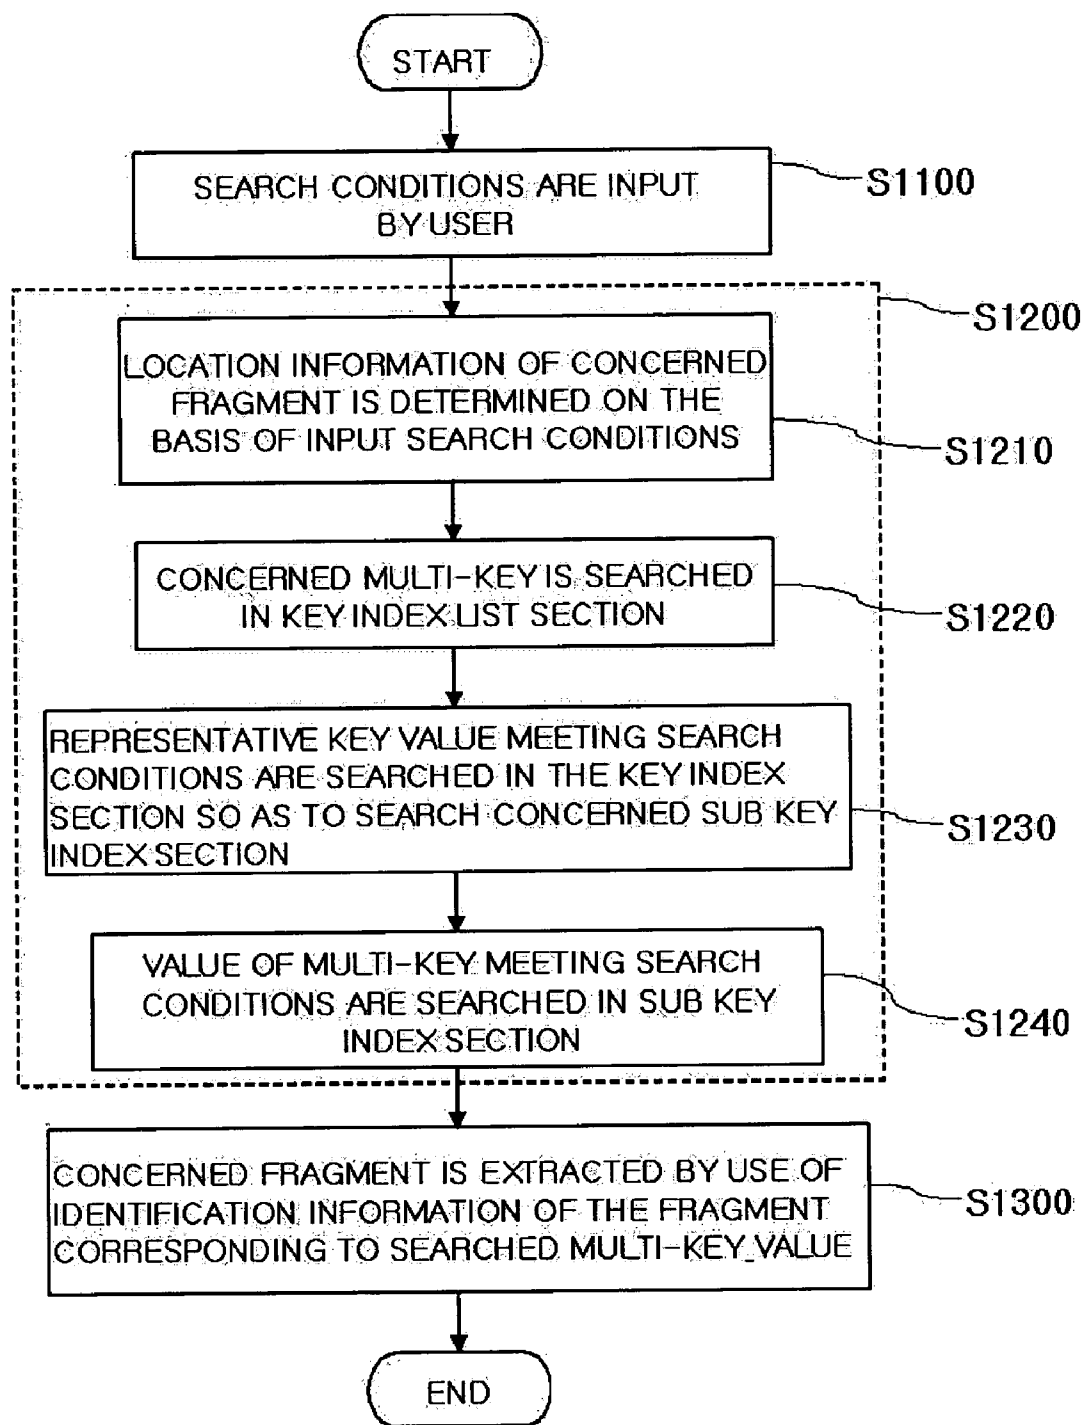 START
SEARCH CONDITIONS ARE INPUT
BY USER
S1100
S1200
LOCATION INFORMATION OF CONCERNED
FRAGMENT IS DETERMINED ON THE
BASIS OF INPUT SEARCH CONDITIONS
S1210
CONCERNED MULTI-KEY IS SEARCHED
IN KEY INDEX LIST SECTION
S1220
REPRESENTATIVE KEY VALUE MEETING SEARCH
CONDITIONS ARE SEARCHED IN THE KEY INDEX
SECTION SO AS TO SEARCH CONCERNED SUB KEY
INDEX SECTION
S1230
VALUE OF MULTI-KEY MEETING SEARCH
CONDITIONS ARE SEARCHED IN SUB KEY
INDEX SECTION
S1240
CONCERNED FRAGMENT IS EXTRACTED BY USE OF
IDENTIFICATION INFORMATION OF THE FRAGMENT
CORRESPONDING TO SEARCHED MULTI-KEY_VALUE
S1300
END